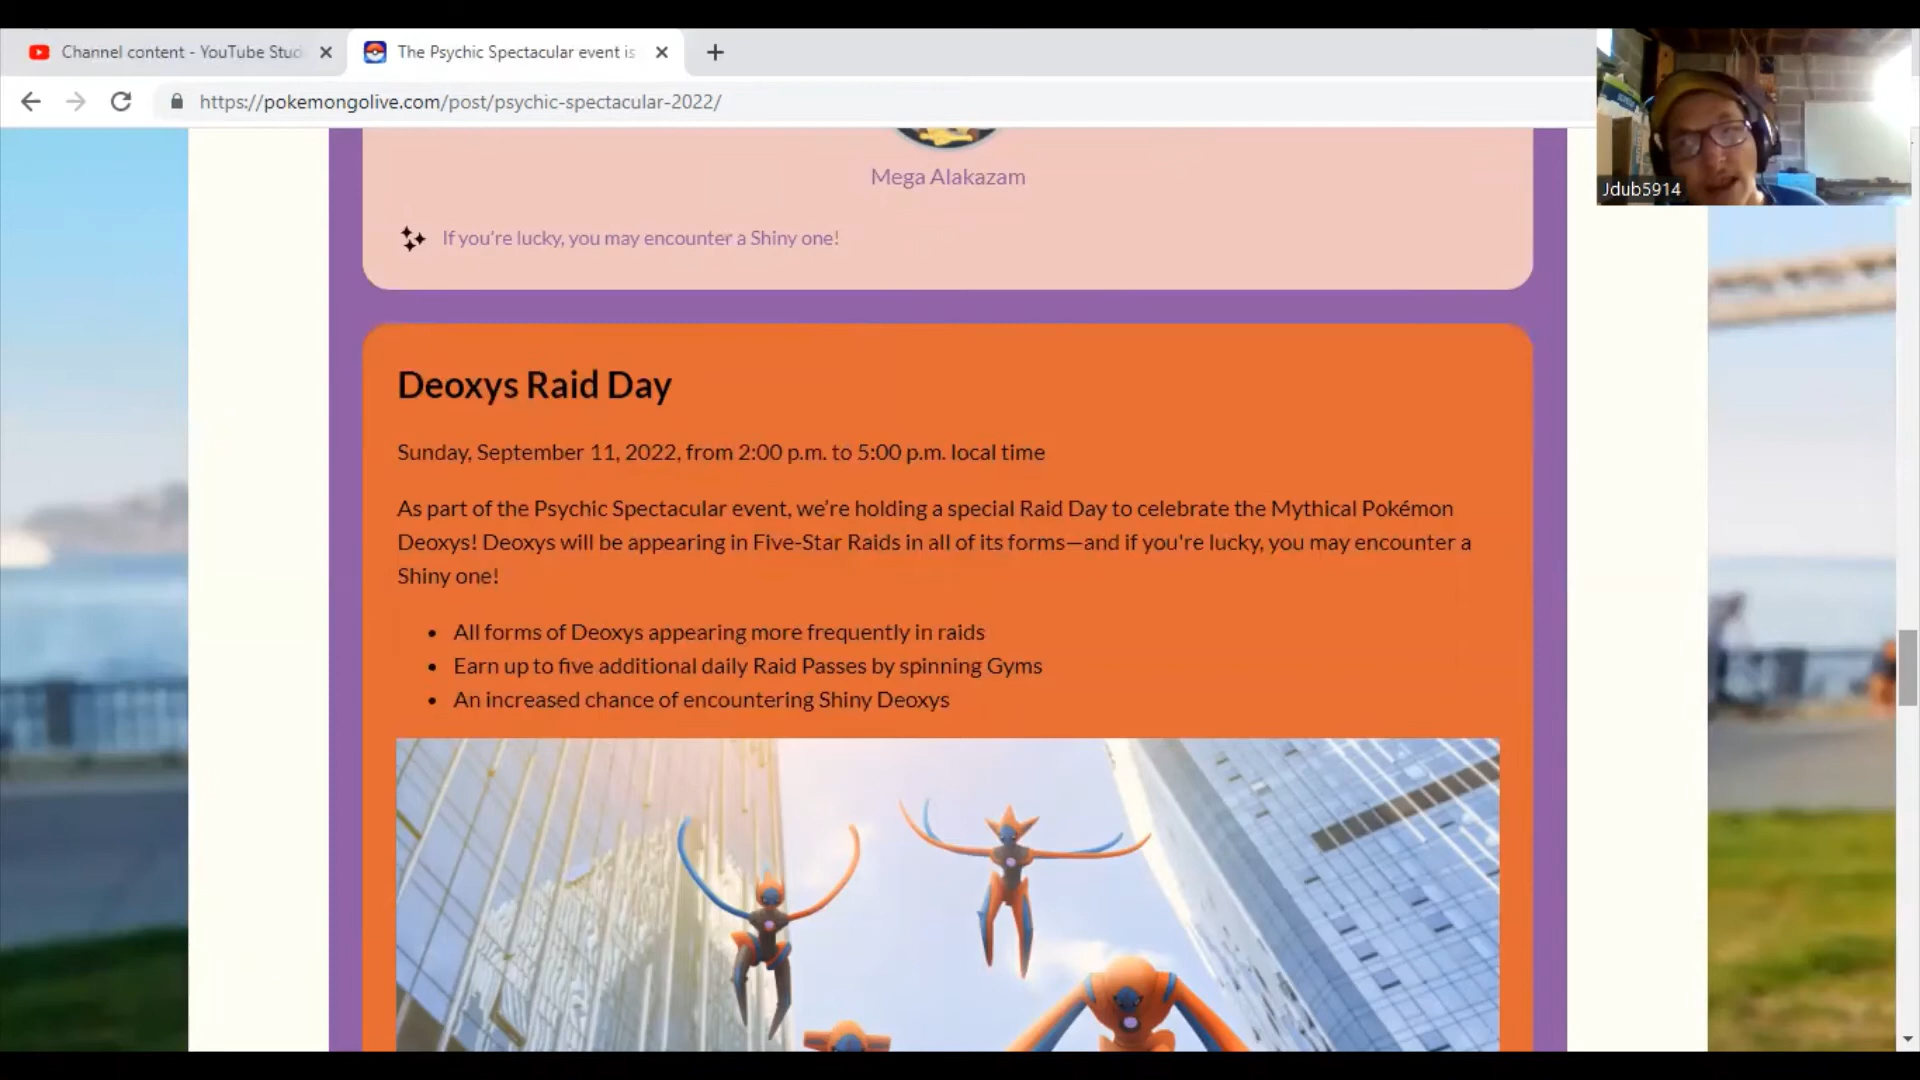 Channel content - YouTube Stud
The Psychic Spectacular event is
https://pokemongolive.com/post/psychic-spectacular-2022/
Jdub5914
Mega Alakazam
If you're lucky, you may encounter a Shiny one!
Deoxys Raid Day
Sunday, September 11, 2022, from 2:00 p.m. to 5:00 p.m. local time
As part of the Psychic Spectacular event, we’re holding a special Raid Day to celebrate the Mythical Pokémon
Deoxys! Deoxys will be appearing in Five-Star Raids in all of its forms—and if you're lucky, you may encounter a
Shiny one!
• All forms of Deoxys appearing more frequently in raids
• Earn up to five additional daily Raid Passes by spinning Gyms
• An increased chance of encountering Shiny Deoxys